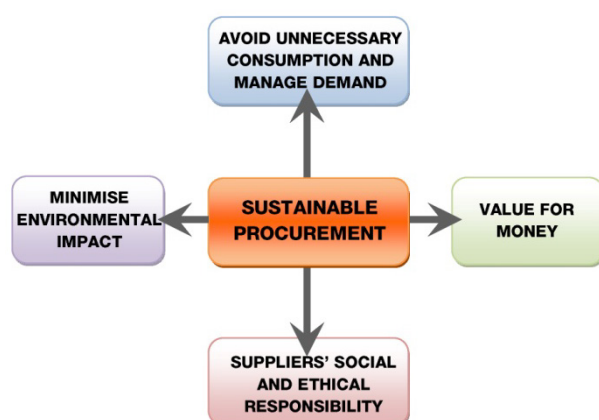 AVOID UNNECESSARY
CONSUMPTION AND
MANAGE DEMAND
MINIMISE
ENVIRONMENTAL
IMPACT
SUSTAINABLE
PROCUREMENT
VALUE FOR
MONEY
SUPPLIERS’ SOCIAL
AND ETHICAL
RESPONSIBILITY